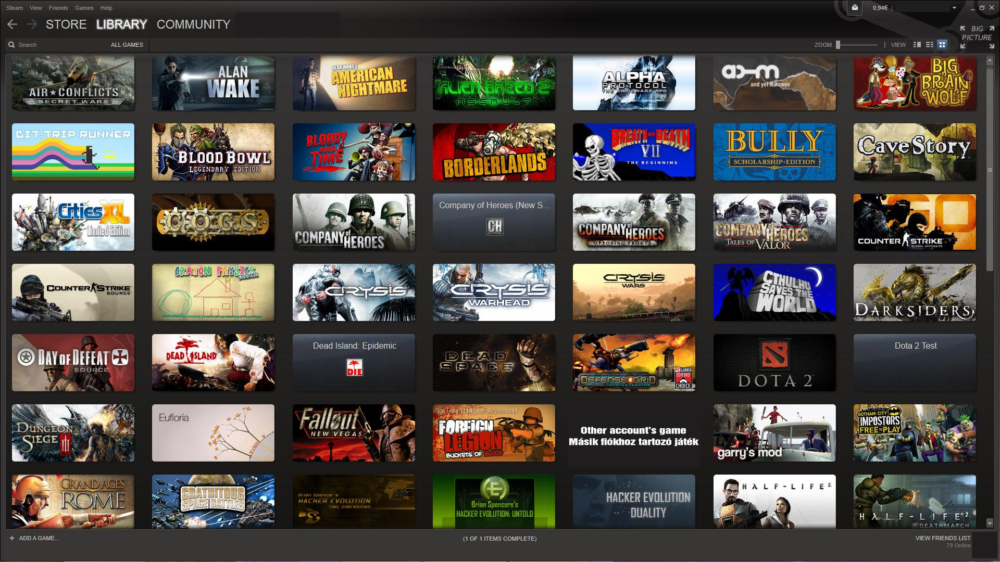 Steam View Friends Games Help
0,94€
STORE LIBRARY COMMUNITY
BIG PICTURE
Search
ALL GAMES
ZOOM
VIEW
AIR CONFLICTS
SECRET WARS
ALAN
WAKE
ALAN WAKE'S
AMERICAN
NIGHTMARE
ALIEN BREED 2
ASSAULT
ALPHA
PROTOCOL
THE ESPIONAGE RPG
and yet it moves
BIG
BRAIN
WOLF
BIT.TRIP RUNNER
BLOOD BOWL
LEGENDARY EDITION
BLOODY
GOOD
TIME
BORDERLANDS
BREATH OF DEATH
VII
THE BEGINNING
BULLY
SCHOLARSHIP EDITION
Cave Story
Cities XL
Limited Edition
COGS
COMPANY of HEROES
Company of Heroes (New S...
COMPANY of HEROES
OPPOSING FRONTS
COMPANY of HEROES
TALES OF VALOR
GO
COUNTER STRIKE
GLOBAL OFFENSIVE
COUNTER STRIKE
SOURCE
CRAYON PHYSICS
DELUXE
CRYSIS
CRYSIS
WARHEAD
CRYSIS
WARS
CTHULHU
SAVES THE
WORLD
DARKSIDERS
DAY OF DEFEAT
SOURCE
DEAD ISLAND
Dead Island: Epidemic
DIE
DEAD
SPACE
DEFENSE GRID
THE AWAKENING
PC GAMER
EDITORS'
CHOICE
DOTA 2
Dota 2 Test
DUNGEON
SIEGE III
Eufloria
Fallout
NEW VEGAS
Now Featuring 18 Steam Achievements!
FOREIGN
LEGION
BUCKETS OF BLOOD
Other account's game
Másik fiókhoz tartozó játék
garry's mod
GOTHAM CITY
IMPOSTORS
FREE TO PLAY
GRAND AGES
ROME
GRATUITOUS
SPACE BATTLES
Brian Spencer's
HACKER EVOLUTION
TIME DIMENSIONS
Brian Spencers's
HACKER EVOLUTION: UNTOLD
HACKER EVOLUTION
DUALITY
HλLF-LIFE 2
HλLF-LIFE 2
DEATHMATCH
+ ADD A GAME...
(1 OF 1 ITEMS COMPLETE)
VIEW FRIENDS LIST
79 Online